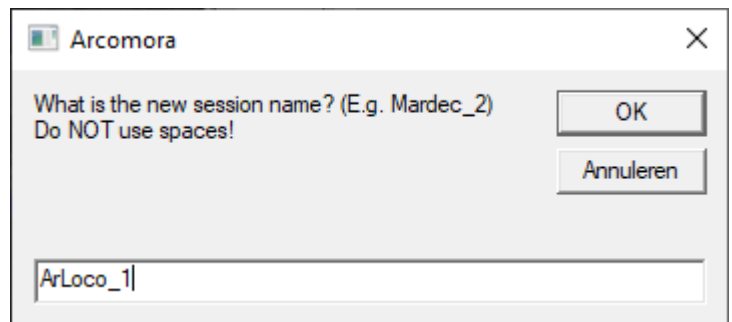 Arcomora
What is the new session name? (E.g. Mardec_2)
Do NOT use spaces!
OK
Annuleren
ArLoco_1